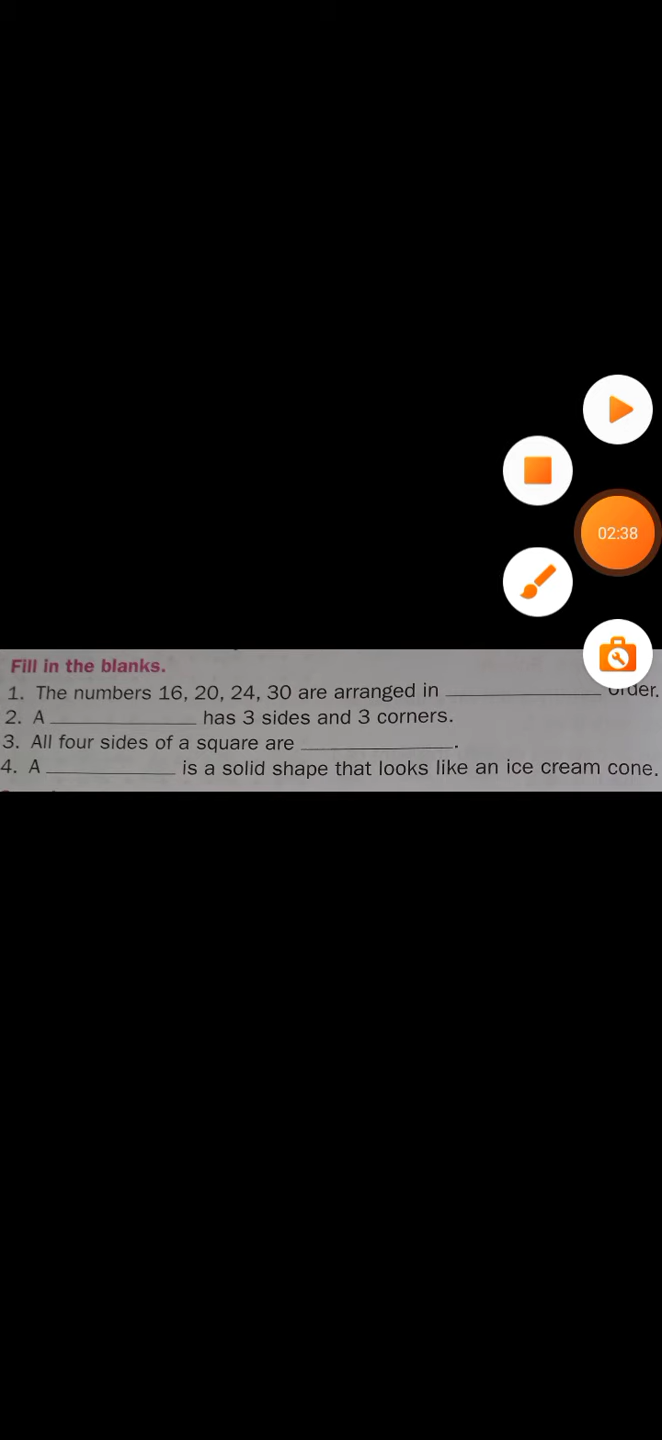 02:38
Fill in the blanks.
1. The numbers 16, 20, 24, 30 are arranged in ____________ order.
2. A ____________ has 3 sides and 3 corners.
3. All four sides of a square are ____________.
4. A ____________ is a solid shape that looks like an ice cream cone.